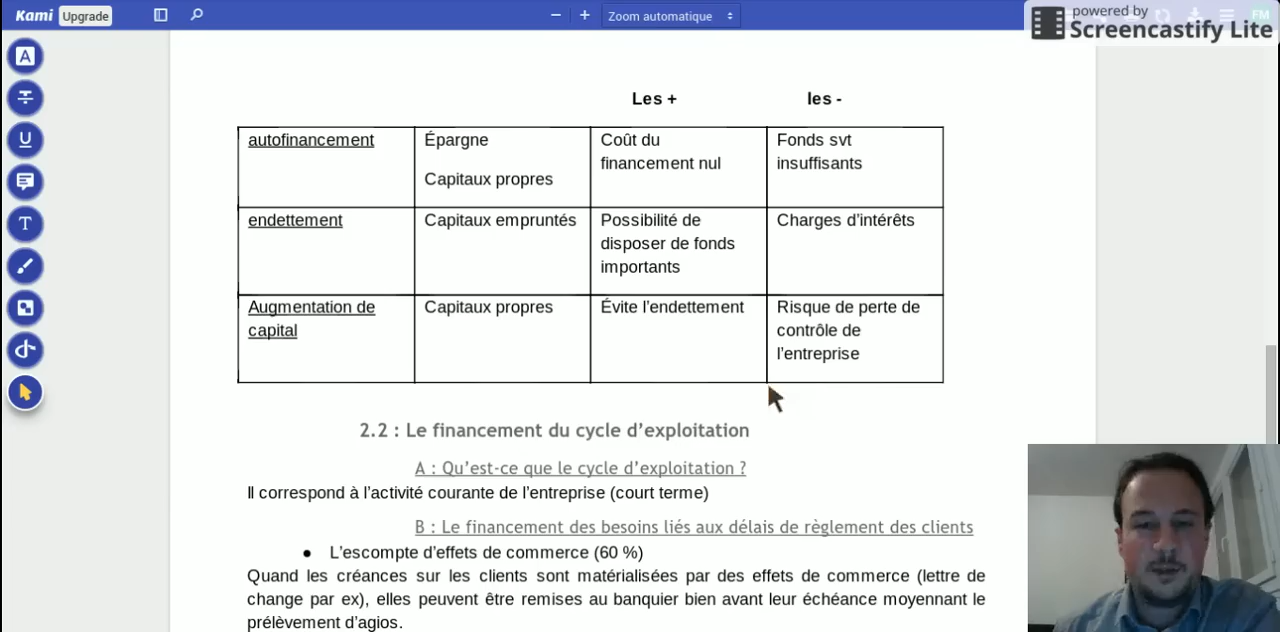 Kami Upgrade
Zoom automatique
powered by
Screencastify Lite
Les + les -
autofinancement
Épargne
Capitaux propres
Coût du
financement nul
Fonds svt
insuffisants
endettement
Capitaux empruntés
Possibilité de
disposer de fonds
importants
Charges d'intérêts
Augmentation de
capital
Capitaux propres
Évite l'endettement
Risque de perte de
contrôle de
l'entreprise
2.2 : Le financement du cycle d'exploitation
A : Qu'est-ce que le cycle d'exploitation ?
Il correspond à l'activité courante de l'entreprise (court terme)
B : Le financement des besoins liés aux délais de règlement des clients
● L'escompte d'effets de commerce (60 %)
Quand les créances sur les clients sont matérialisées par des effets de commerce (lettre de
change par ex), elles peuvent être remises au banquier bien avant leur échéance moyennant le
prélèvement d'agios.